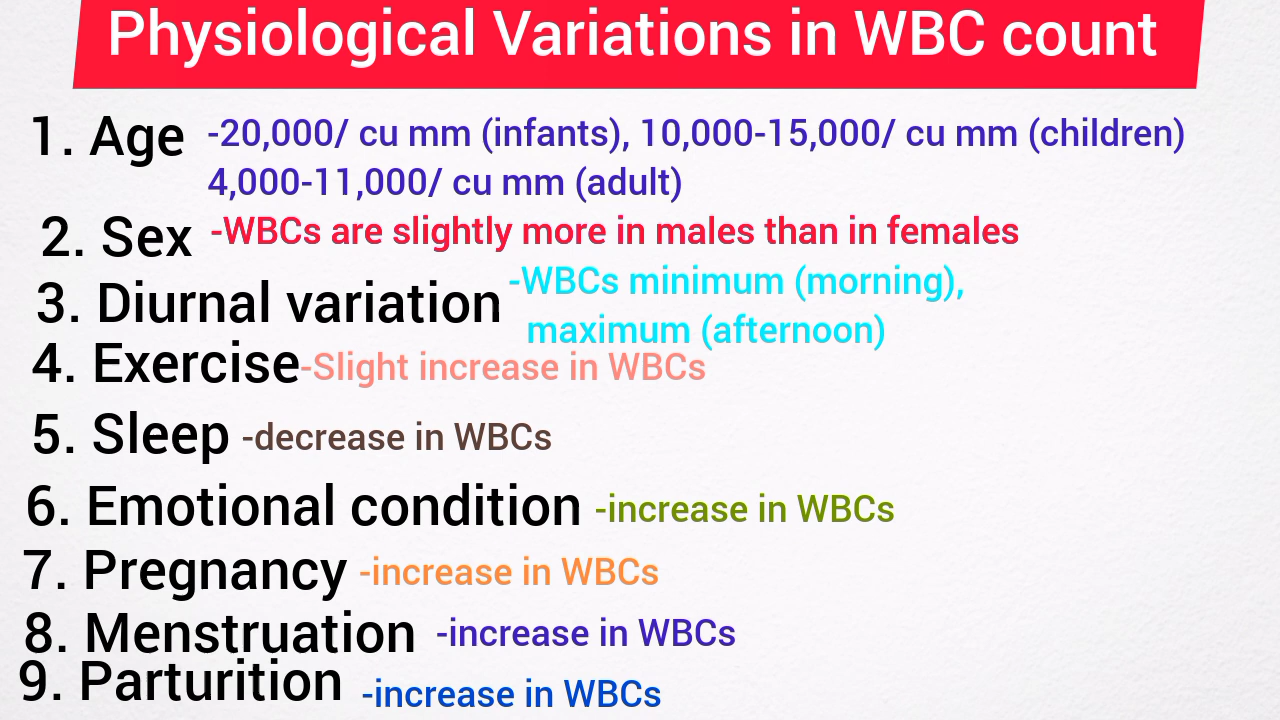 Physiological Variations in WBC count
1. Age -20,000/ cu mm (infants), 10,000-15,000/ cu mm (children)
4,000-11,000/ cu mm (adult)
2. Sex -WBCs are slightly more in males than in females
3. Diurnal variation -WBCs minimum (morning),
maximum (afternoon)
4. Exercise-Slight increase in WBCs
5. Sleep -decrease in WBCs
6. Emotional condition -increase in WBCs
7. Pregnancy -increase in WBCs
8. Menstruation -increase in WBCs
9. Parturition -increase in WBCs